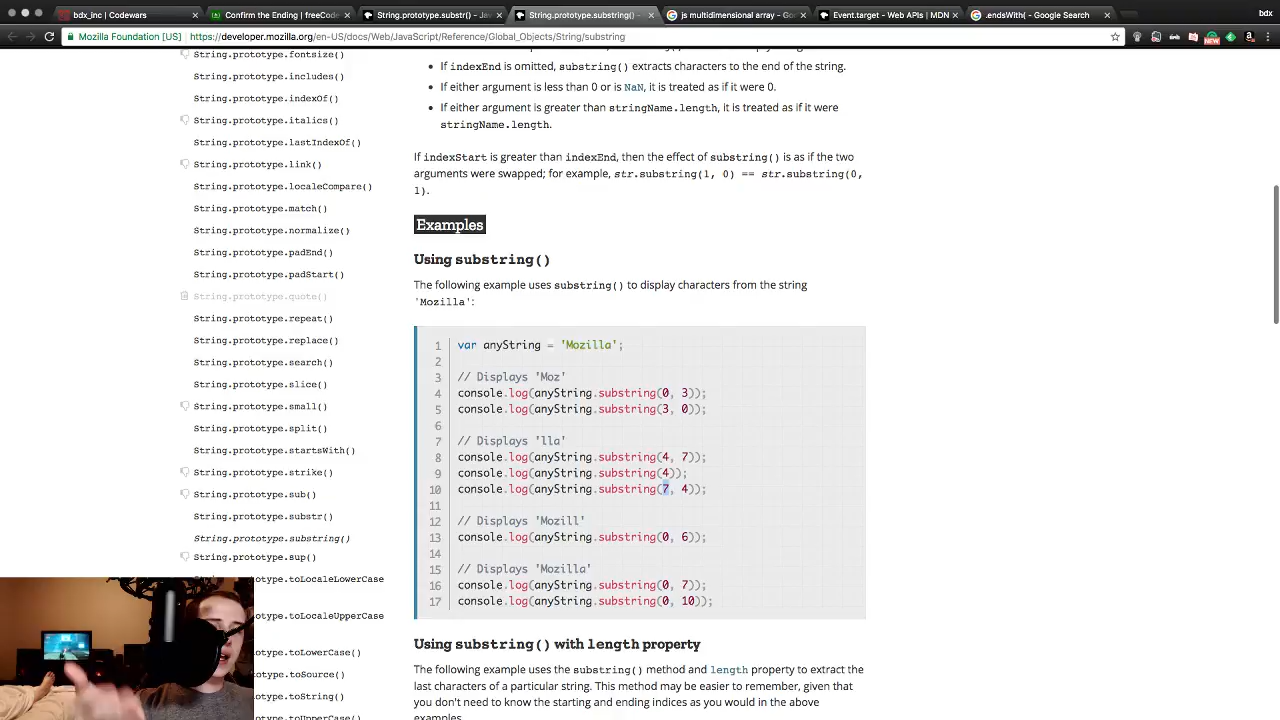 bdx_inc | Codewars
Confirm the Ending | freeCode
String.prototype.substr() - Ja
String.prototype.substring() -
js multidimensional array - Go
Event.target - Web APIs | MDN
.endsWith( - Google Search
bdx
Mozilla Foundation [US]
https://developer.mozilla.org/en-US/docs/Web/JavaScript/Reference/Global_Objects/String/substring
String.prototype.fontsize()
String.prototype.includes()
String.prototype.indexOf()
String.prototype.italics()
String.prototype.lastIndexOf()
String.prototype.link()
String.prototype.localeCompare()
String.prototype.match()
String.prototype.normalize()
String.prototype.padEnd()
String.prototype.padStart()
String.prototype.quote()
String.prototype.repeat()
String.prototype.replace()
String.prototype.search()
String.prototype.slice()
String.prototype.small()
String.prototype.split()
String.prototype.startsWith()
String.prototype.strike()
String.prototype.sub()
String.prototype.substr()
String.prototype.substring()
String.prototype.sup()
ototype.toLocaleLowerCase
ototype.toLocaleUpperCase
ototype.toLowerCase()
ototype.toSource()
ototype.toString()
ototype.toUpperCase()
If indexEnd is omitted, substring() extracts characters to the end of the string.
If either argument is less than 0 or is NaN, it is treated as if it were 0.
If either argument is greater than stringName.length, it is treated as if it were
stringName.length.
If indexStart is greater than indexEnd, then the effect of substring() is as if the two
arguments were swapped; for example, str.substring(1, 0) == str.substring(0,
1).
Examples
Using substring()
The following example uses substring() to display characters from the string
'Mozilla':
1 var anyString = 'Mozilla';
2
3 // Displays 'Moz'
4 console.log(anyString.substring(0, 3));
5 console.log(anyString.substring(3, 0));
6
7 // Displays 'lla'
8 console.log(anyString.substring(4, 7));
9 console.log(anyString.substring(4));
10 console.log(anyString.substring(7, 4));
11
12 // Displays 'Mozill'
13 console.log(anyString.substring(0, 6));
14
15 // Displays 'Mozilla'
16 console.log(anyString.substring(0, 7));
17 console.log(anyString.substring(0, 10));
Using substring() with length property
The following example uses the substring() method and length property to extract the
last characters of a particular string. This method may be easier to remember, given that
you don't need to know the starting and ending indices as you would in the above
examples.